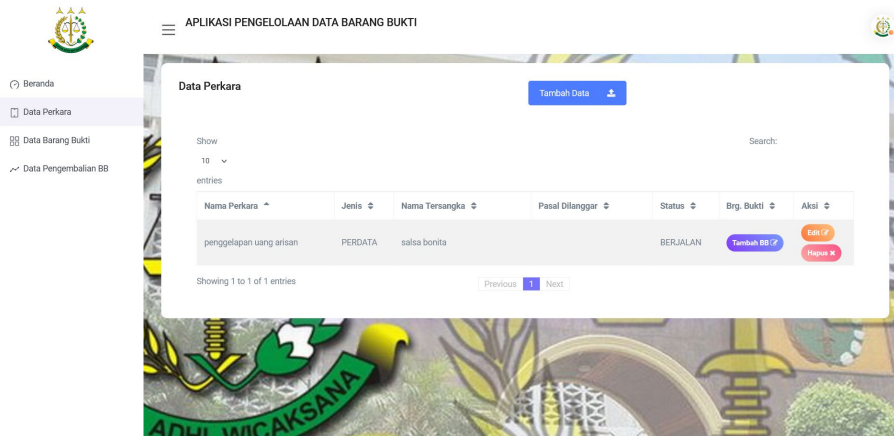 APLIKASI PENGELOLAAN DATA BARANG BUKTI
Beranda
Data Perkara
Data Barang Bukti
Data Pengembalian BB
Data Perkara
Tambah Data
Show
10
entries
Search:
Nama Perkara Jenis Nama Tersangka Pasal Dilanggar Status Brg. Bukti Aksi
penggelapan uang arisan PERDATA salsa bonita BERJALAN Tambah BB Edit
Hapus
Showing 1 to 1 of 1 entries
Previous 1 Next
ADHI WICAKSANA